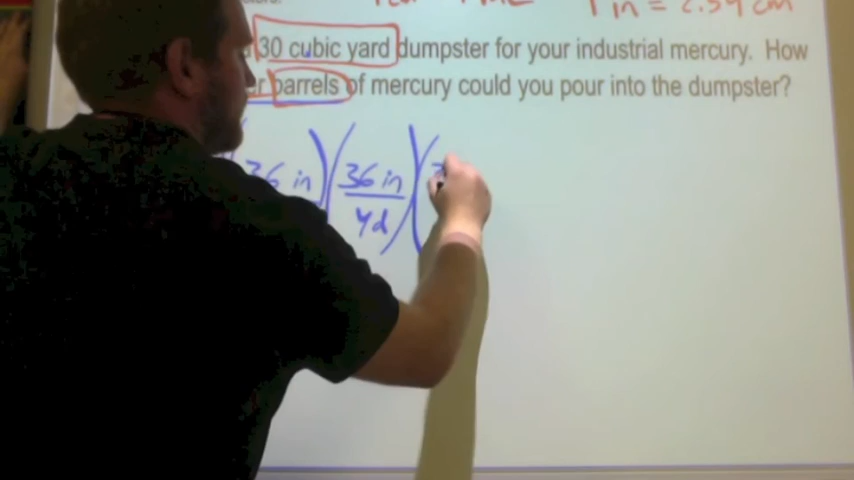 1 in = 2.54 cm
30 cubic yard dumpster for your industrial mercury. How
barrels of mercury could you pour into the dumpster?
36 in 36 in
yd